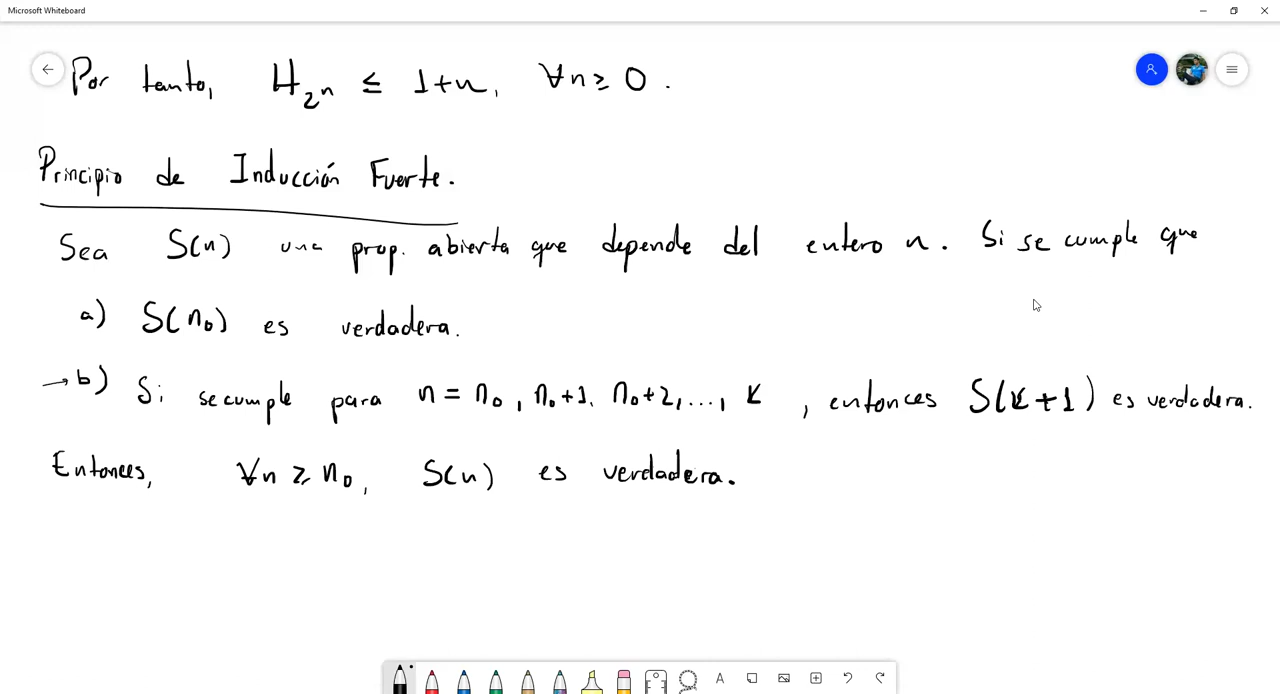 Microsoft Whiteboard
Por tanto, H₂ⁿ ≤ 1+n, ∀n ≥ 0.
Principio de Inducción Fuerte.
Sea S(n) una prop. abierta que depende del entero n. Si se cumple que
a) S(n₀) es verdadera.
→ b) Si se cumple para n = n₀, n₀+1, n₀+2, ..., k, entonces S(k+1) es verdadera.
Entonces, ∀n ≥ n₀, S(n) es verdadera.
A